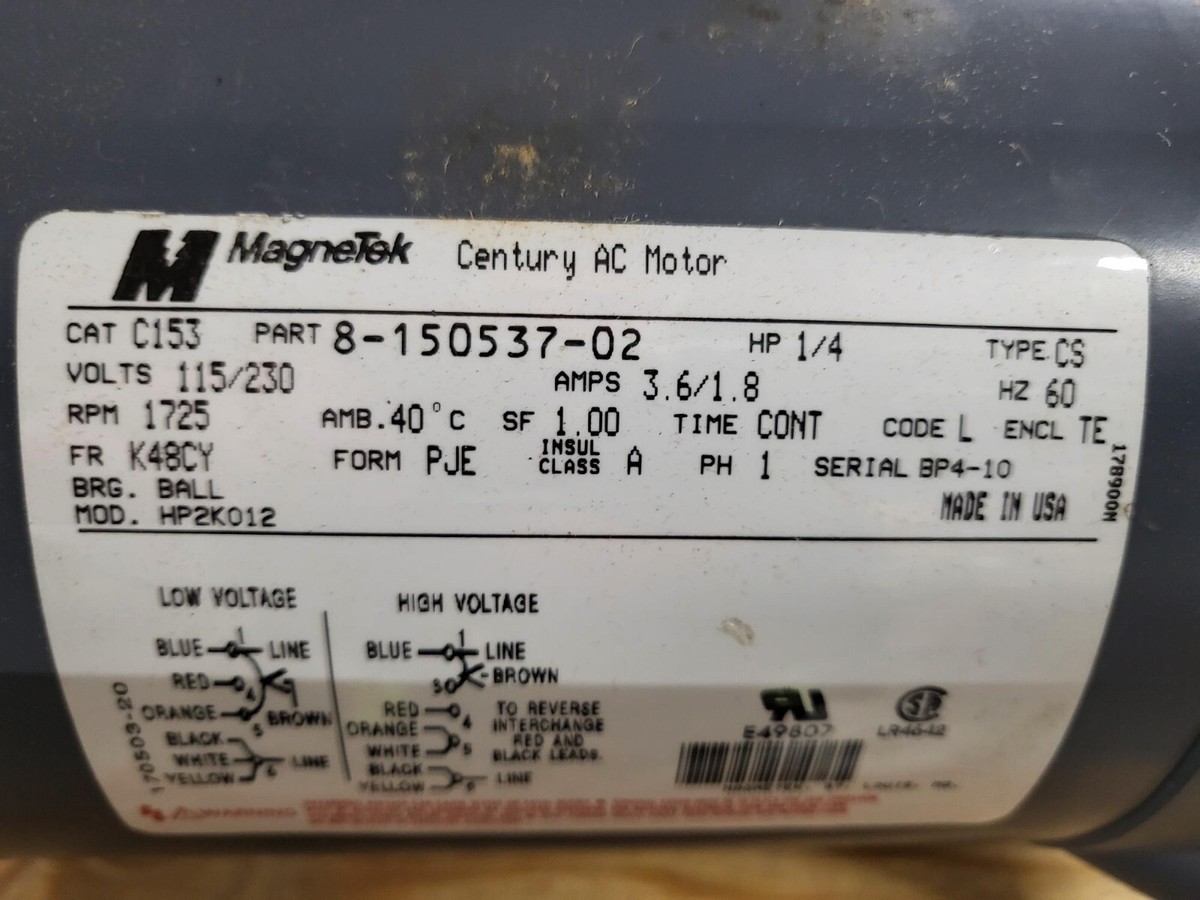 MagneTek Century AC Motor
CAT C153 PART 8-150537-02 HP 1/4 TYPE CS
VOLTS 115/230 AMPS 3.6/1.8 HZ 60
RPM 1725 AMB. 40°C SF 1.00 TIME CONT CODE L ENCL TE
FR K48CY FORM PJE INSUL CLASS A PH 1 SERIAL BP4-10
BRG. BALL
MOD. HP2K012
MADE IN USA
178900M
LOW VOLTAGE
BLUE 1 LINE
RED 4
ORANGE 5 BROWN
BLACK
WHITE 6 LINE
YELLOW
170503-20
HIGH VOLTAGE
BLUE 1 LINE
BROWN
RED 4
ORANGE
WHITE 5
BLACK
YELLOW 6 LINE
TO REVERSE
INTERCHANGE
RED AND
BLACK LEADS.
E49807
LR4642
WARNING